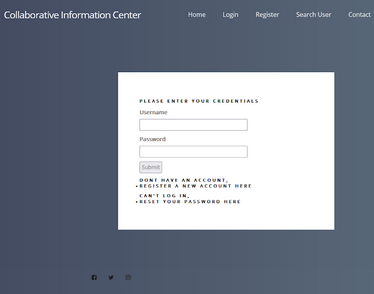 Collaborative Information Center
Home Login Register Search User Contact
PLEASE ENTER YOUR CREDENTIALS
Username
Password
Submit
DONT HAVE AN ACCOUNT,
•REGISTER A NEW ACCOUNT HERE
CAN'T LOG IN,
•RESET YOUR PASSWORD HERE